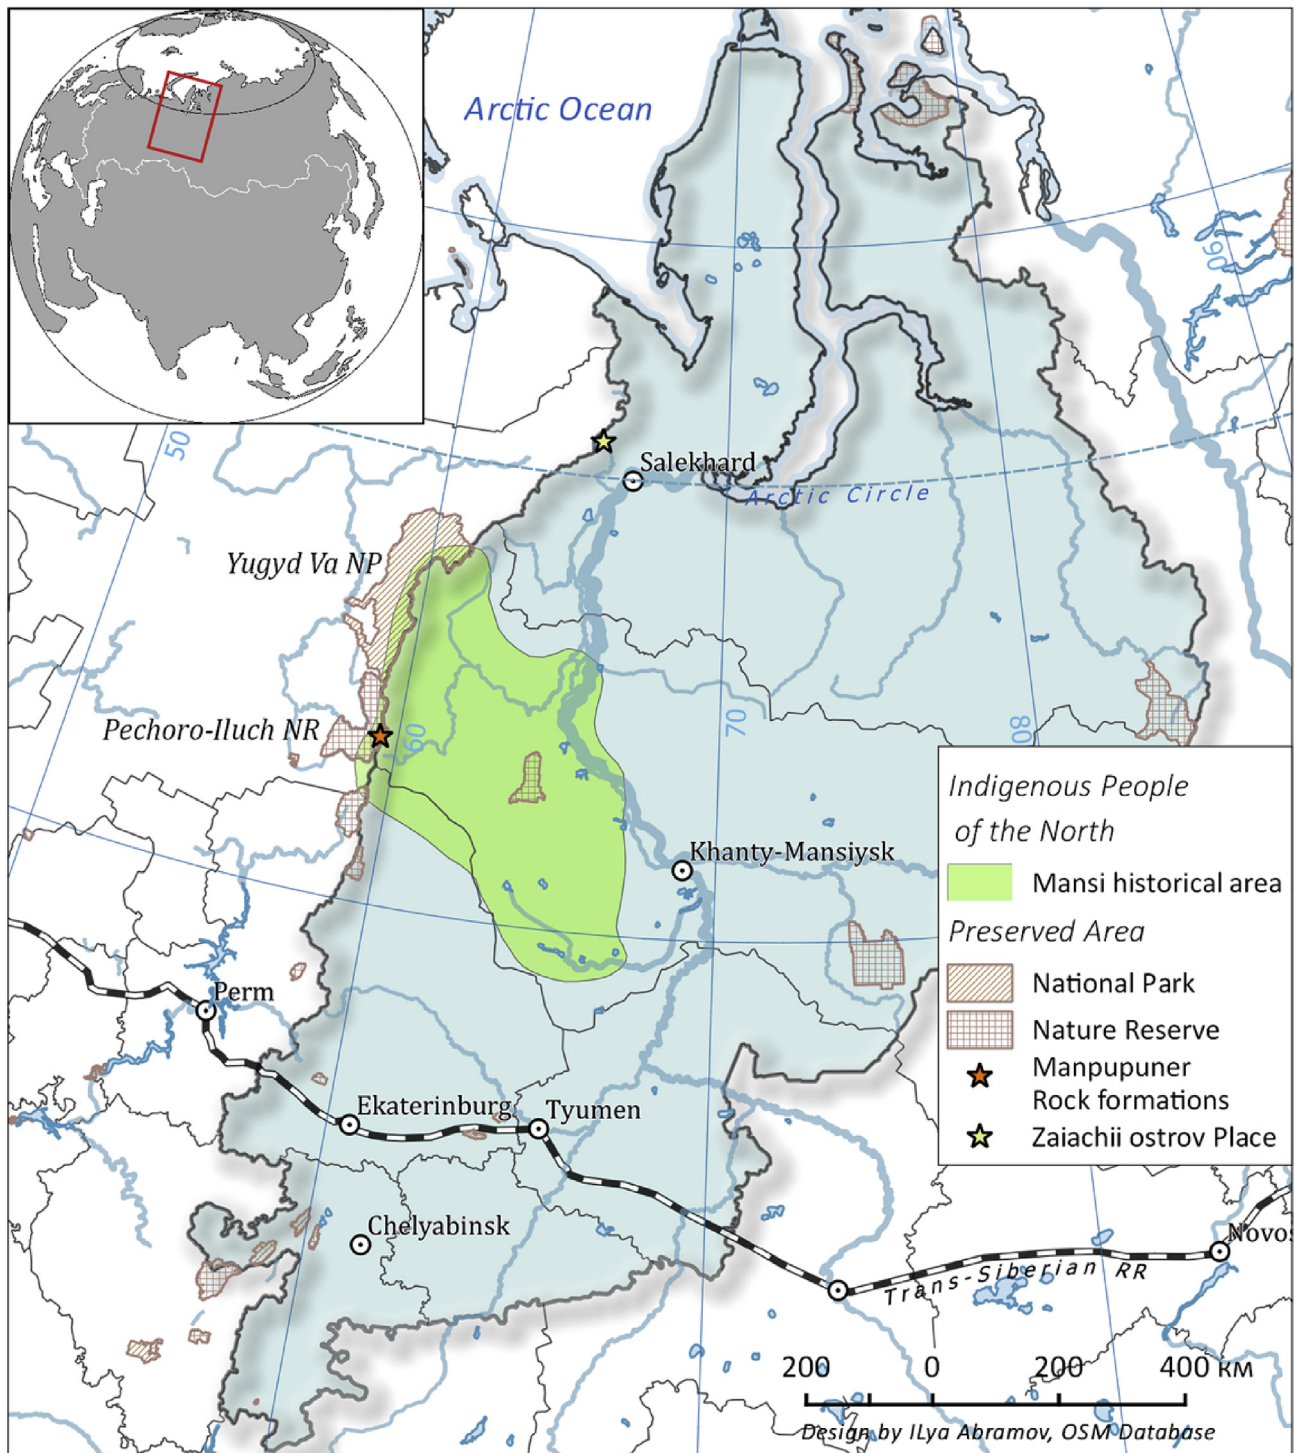 Arctic Ocean
90
50
Salekhard
Arctic Circle
Yugyd Va NP
Pechoro-Iluch NR
60
70
80
Indigenous People
of the North
Mansi historical area
Preserved Area
National Park
Nature Reserve
Manpupuner
Rock formations
Zaiachii ostrov Place
Khanty-Mansiysk
Perm
Ekaterinburg
Tyumen
Chelyabinsk
Novos
Trans-Siberian RR
200 0 200 400 км
Design by ILya Abramov, OSM Database